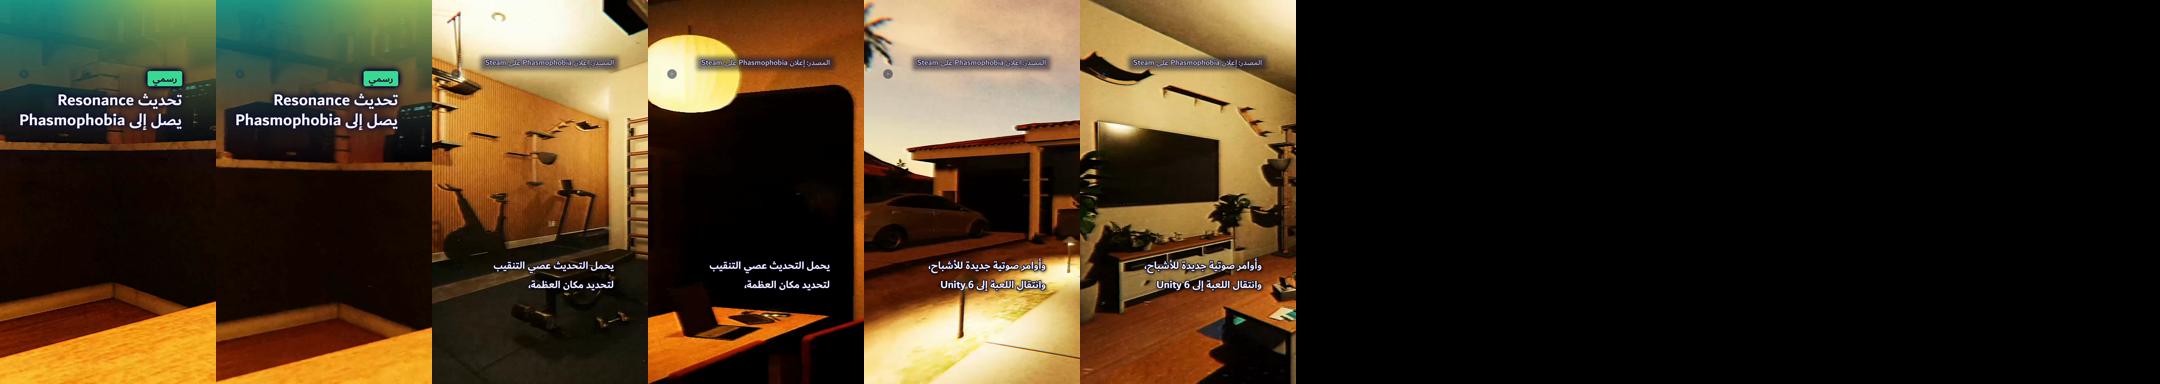 رسمي
تحديث Resonance
يصل إلى Phasmophobia
رسمي
تحديث Resonance
يصل إلى Phasmophobia
المصدر: إعلان Phasmophobia على Steam
يحمل التحديث عصي التنقيب
لتحديد مكان العظمة،
المصدر: إعلان Phasmophobia على Steam
يحمل التحديث عصي التنقيب
لتحديد مكان العظمة،
المصدر: إعلان Phasmophobia على Steam
وأوامر صوتية جديدة للأشباح،
وانتقال اللعبة إلى Unity 6
المصدر: إعلان Phasmophobia على Steam
وأوامر صوتية جديدة للأشباح،
وانتقال اللعبة إلى Unity 6